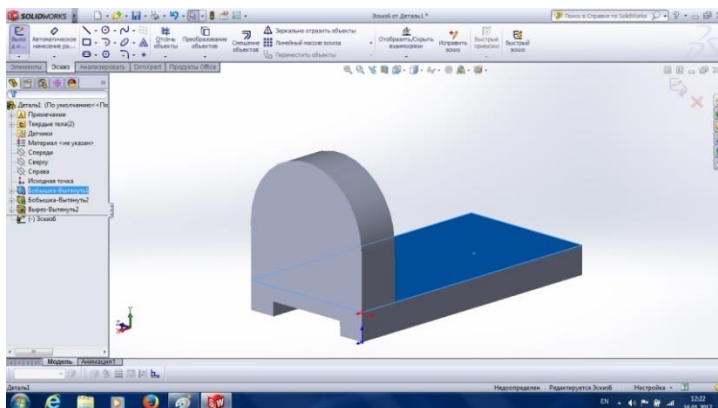 SOLIDWORKS
Эскиз от Деталь1 *
Поиск в Справке по SolidWorks
Автоматическое нанесение ра...
Отсечь объекты
Преобразование объектов
Смещение объектов
Зеркально отразить объекты
Линейный массив эскиза
Переместить объекты
Отобразить/Скрыть взаимосвязи
Исправить эскиз
Быстрые привязки
Быстрый эскиз
Элементы
Эскиз
Анализировать
DimXpert
Продукты Office
Деталь1 (По умолчанию<<По
Примечания
Твердые тела(2)
Датчики
Материал <не указан>
Спереди
Сверху
Справа
Исходная точка
Бобышка-Вытянуть1
Бобышка-Вытянуть2
Вырез-Вытянуть2
(-) Эскиз6
Модель
Анимация1
Деталь1
Недоопределен
Редактируется Эскиз6
Настройка
EN
12:22